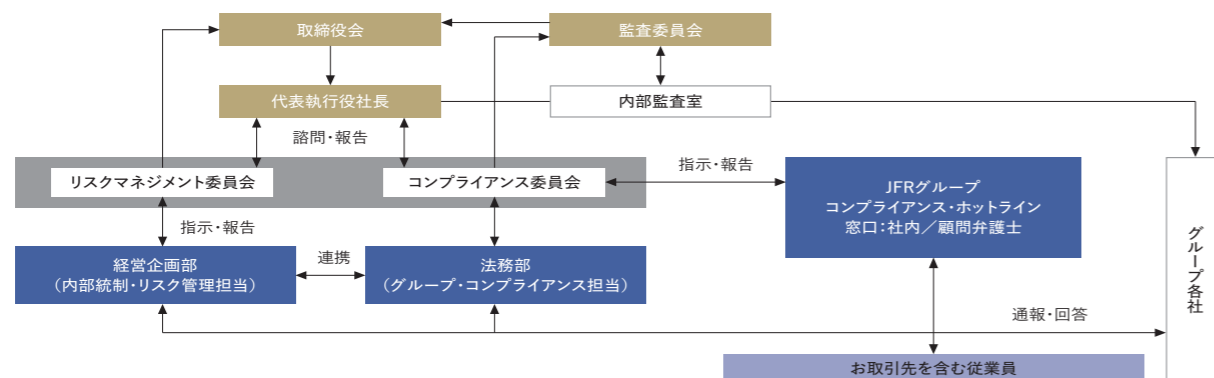 取締役会
監査委員会
代表執行役社長
内部監査室
諮問・報告
リスクマネジメント委員会
コンプライアンス委員会
指示・報告
JFRグループ
コンプライアンス・ホットライン
窓口:社内/顧問弁護士
指示・報告
経営企画部
(内部統制・リスク管理担当)
連携
法務部
(グループ・コンプライアンス担当)
グループ各社
通報・回答
お取引先を含む従業員